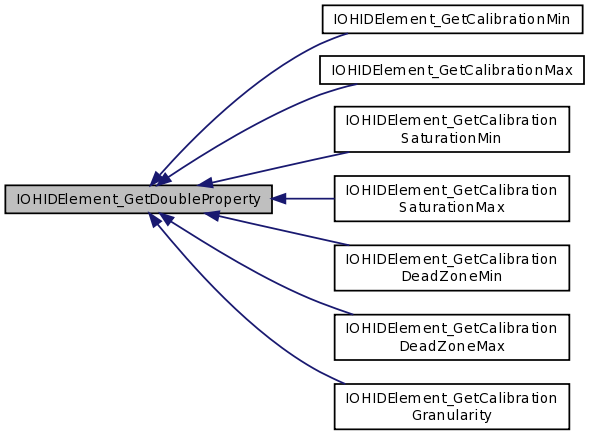 IOHIDElement_GetCalibrationMin
IOHIDElement_GetCalibrationMax
IOHIDElement_GetCalibration
SaturationMin
IOHIDElement_GetDoubleProperty
IOHIDElement_GetCalibration
SaturationMax
IOHIDElement_GetCalibration
DeadZoneMin
IOHIDElement_GetCalibration
DeadZoneMax
IOHIDElement_GetCalibration
Granularity